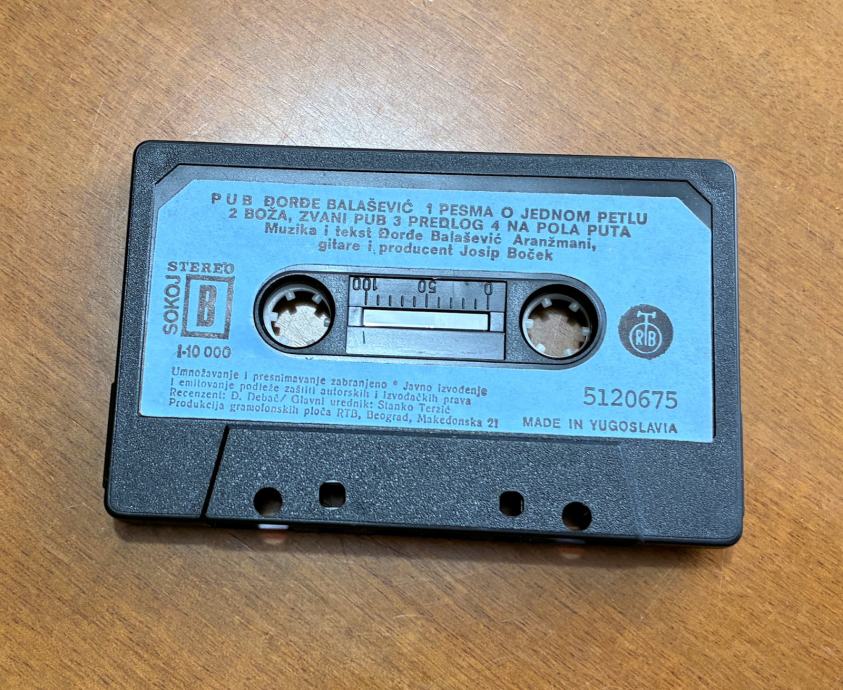 PUB ĐORĐE BALAŠEVIĆ 1 PESMA O JEDNOM PETLU
2 BOŽA, ZVANI PUB 3 PREDLOG 4 NA POLA PUTA
Muzika i tekst Đorđe Balašević Aranžmani,
gitare i producent Josip Boček
STEREO
SOKOJ
B
I-10 000
100 50 0
RTB
Umnožavanje i presnimavanje zabranjeno * Javno izvođenje
i emitovanje podleže zaštiti autorskih i izvođačkih prava
Recenzent: D. Debač/ Glavni urednik: Stanko Terzić
Produkcija gramofonskih ploča RTB, Beograd, Makedonska 21
5120675
MADE IN YUGOSLAVIA